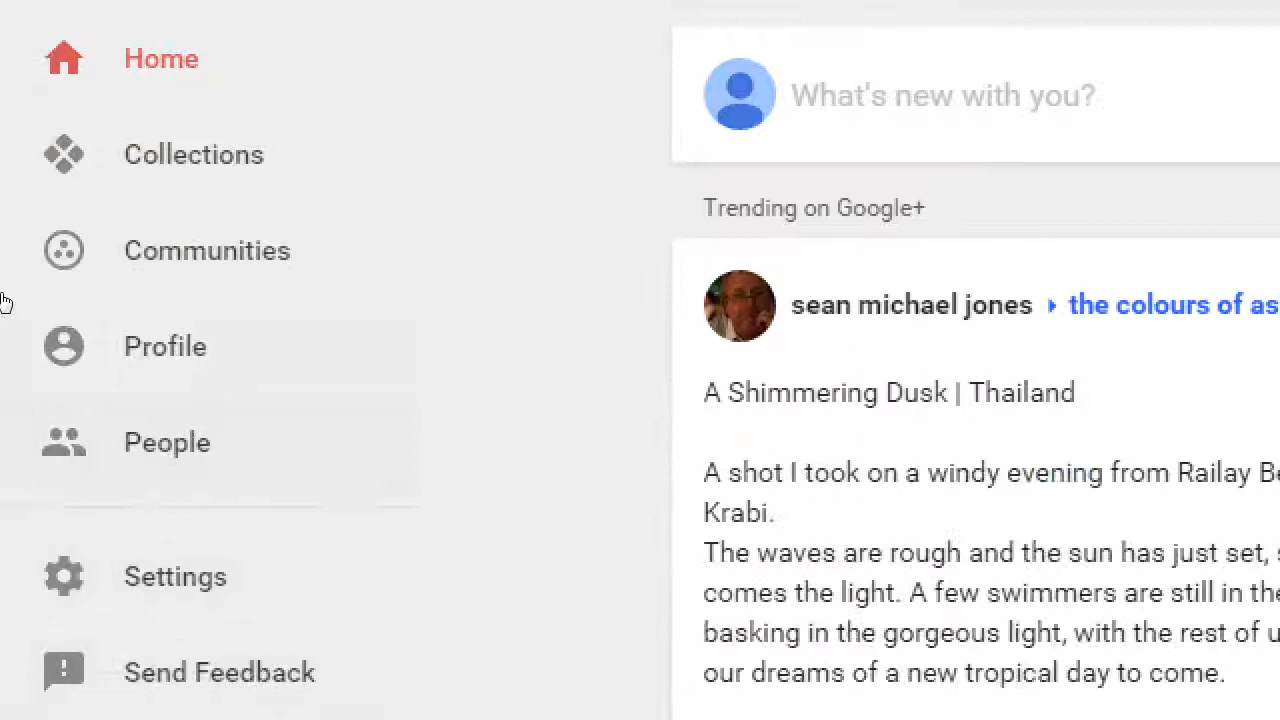 Home
Collections
Communities
Profile
People
Settings
Send Feedback
What's new with you?
Trending on Google+
sean michael jones the colours of as
A Shimmering Dusk | Thailand
A shot I took on a windy evening from Railay Be
Krabi.
The waves are rough and the sun has just set, s
comes the light. A few swimmers are still in the
basking in the gorgeous light, with the rest of u
our dreams of a new tropical day to come.